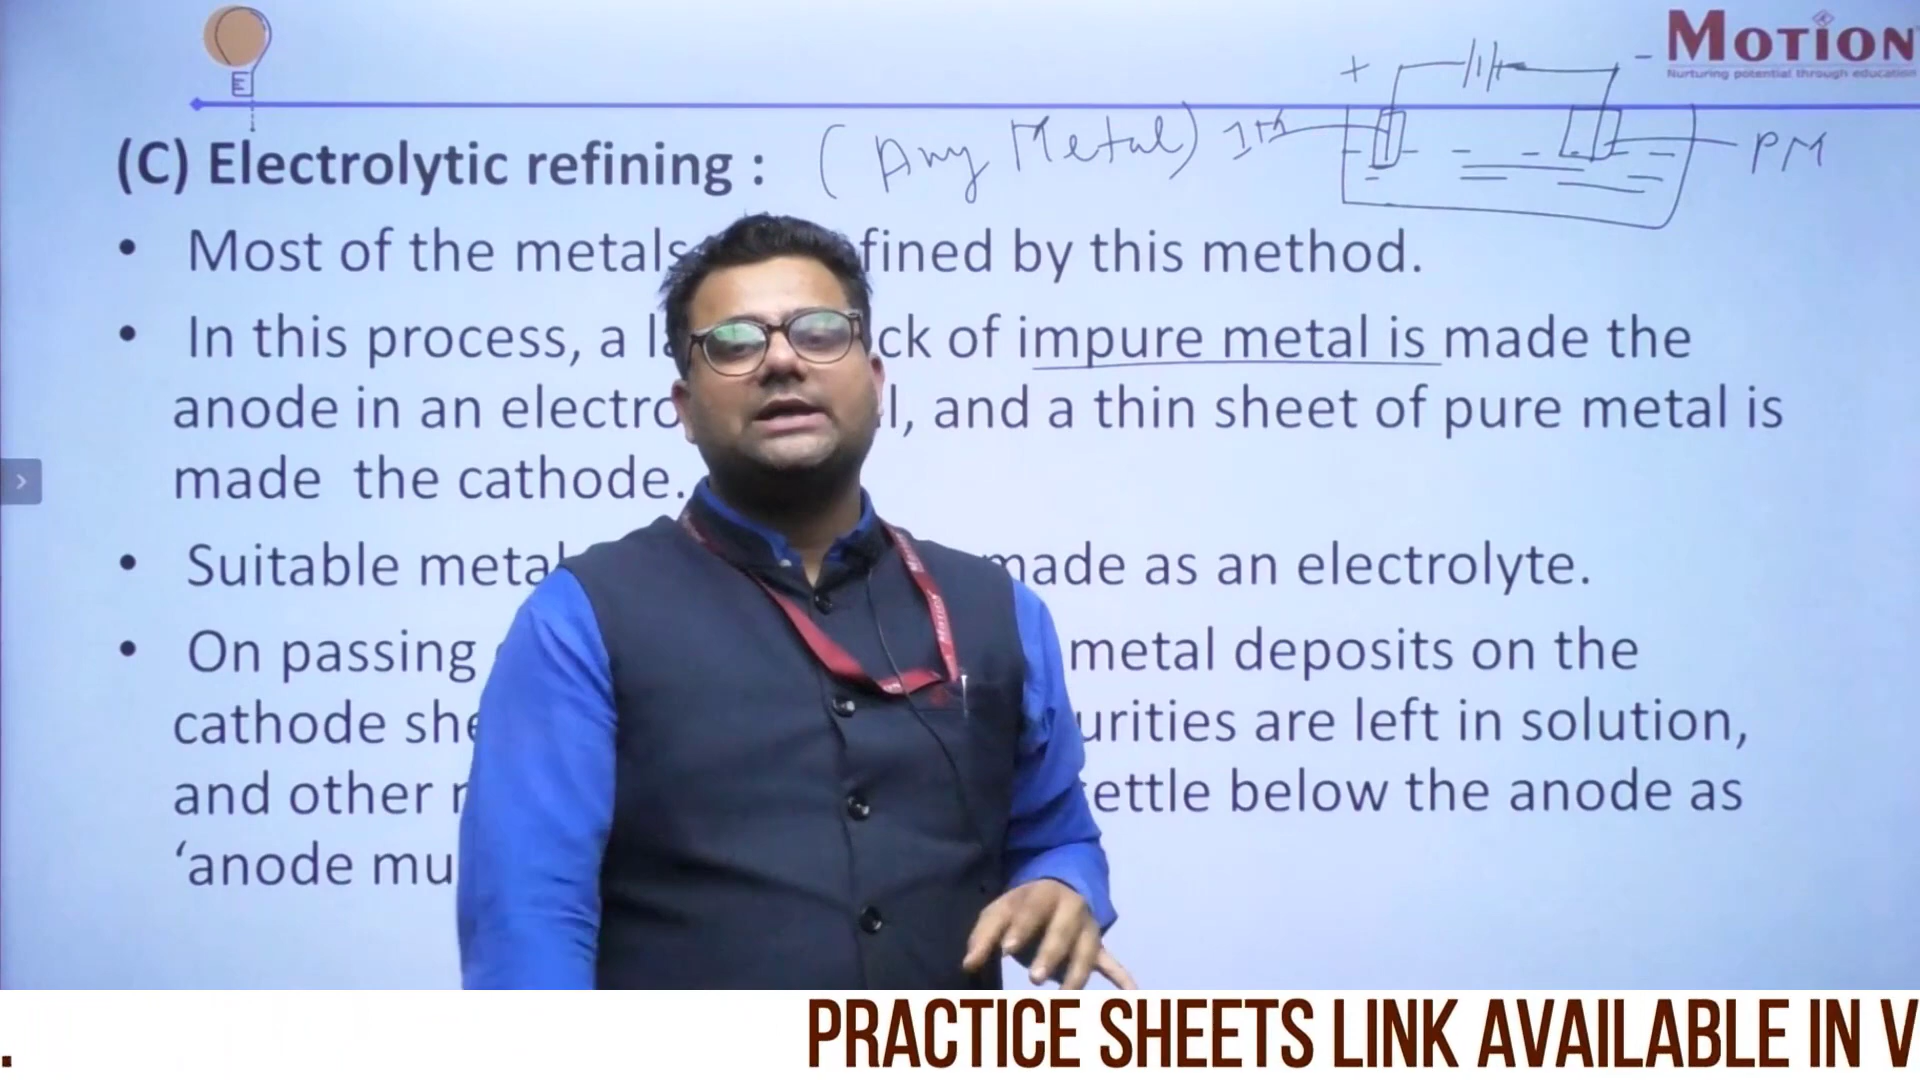 MOTION
Nurturing potential through education
+ -
(C) Electrolytic refining : (Any Metal) IM PM
• Most of the metals fined by this method.
• In this process, a ck of impure metal is made the
anode in an electro l, and a thin sheet of pure metal is
made the cathode.
• Suitable metal made as an electrolyte.
• On passing metal deposits on the
cathode she urities are left in solution,
and other ettle below the anode as
‘anode mu
. PRACTICE SHEETS LINK AVAILABLE IN V